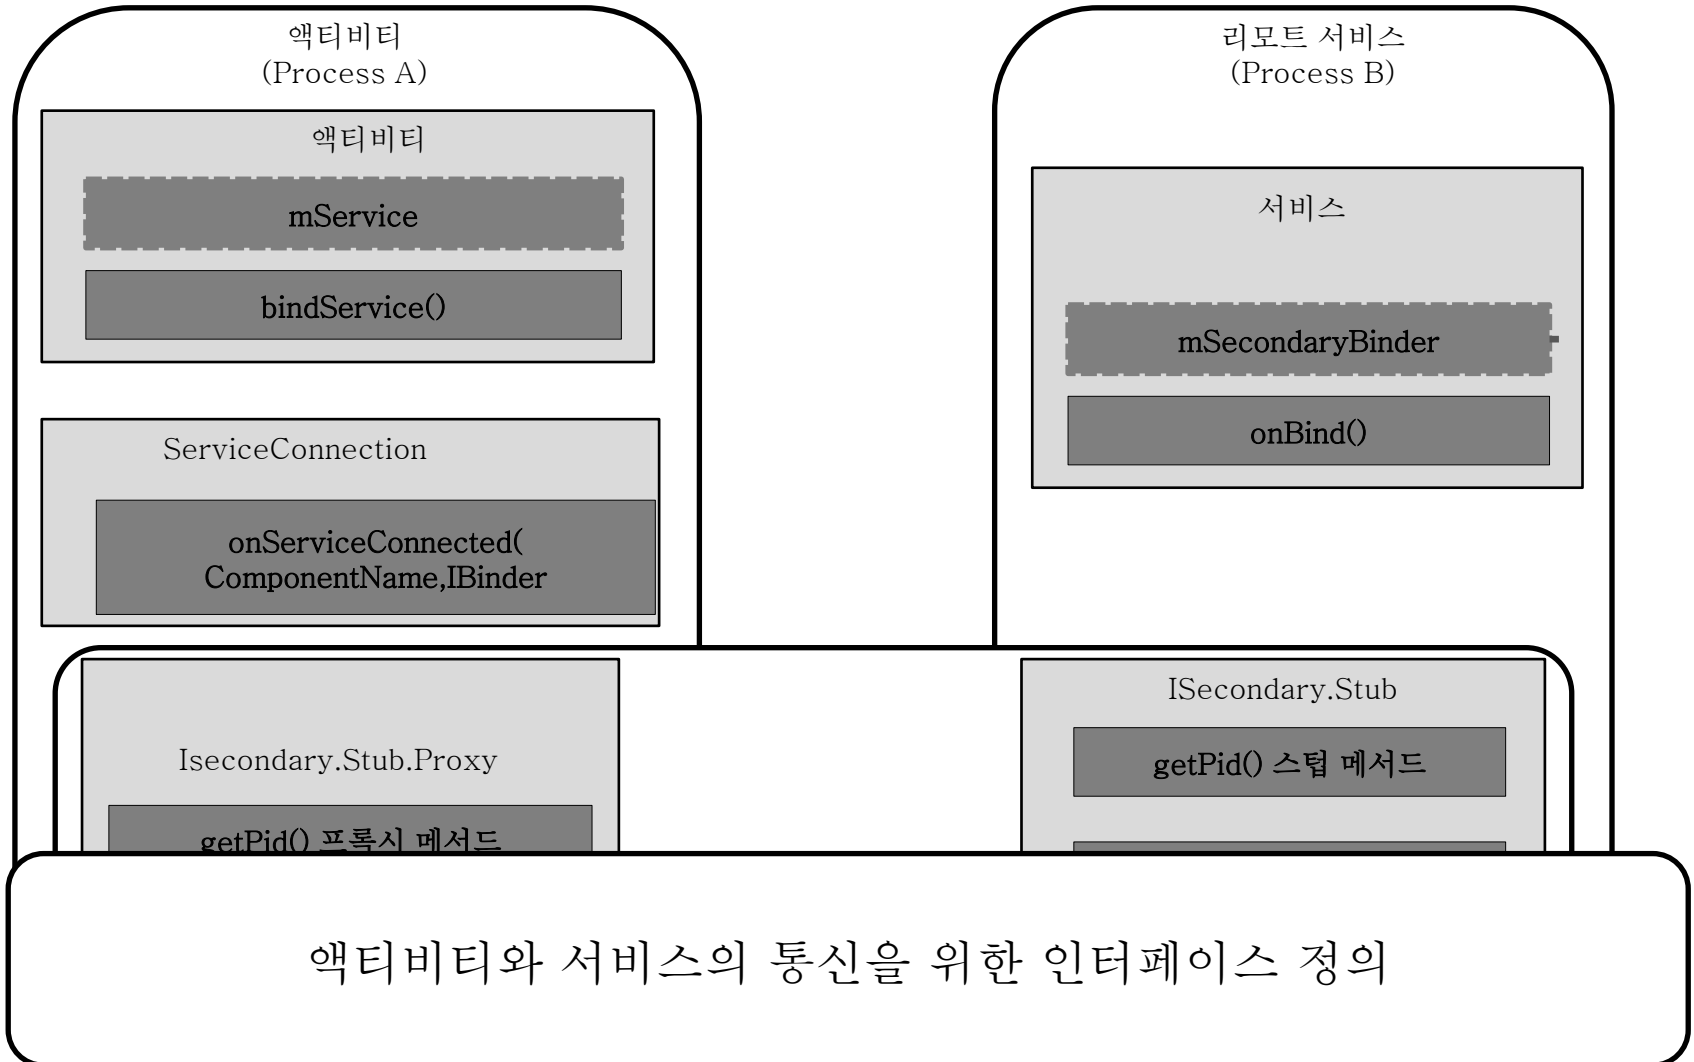 액티비티
(Process A)
액티비티
mService
bindService()
ServiceConnection
onServiceConnected(
ComponentName,IBinder
Isecondary.Stub.Proxy
getPid() 프록시 메서드
리모트 서비스
(Process B)
서비스
mSecondaryBinder
onBind()
ISecondary.Stub
getPid() 스텁 메서드
액티비티와 서비스의 통신을 위한 인터페이스 정의